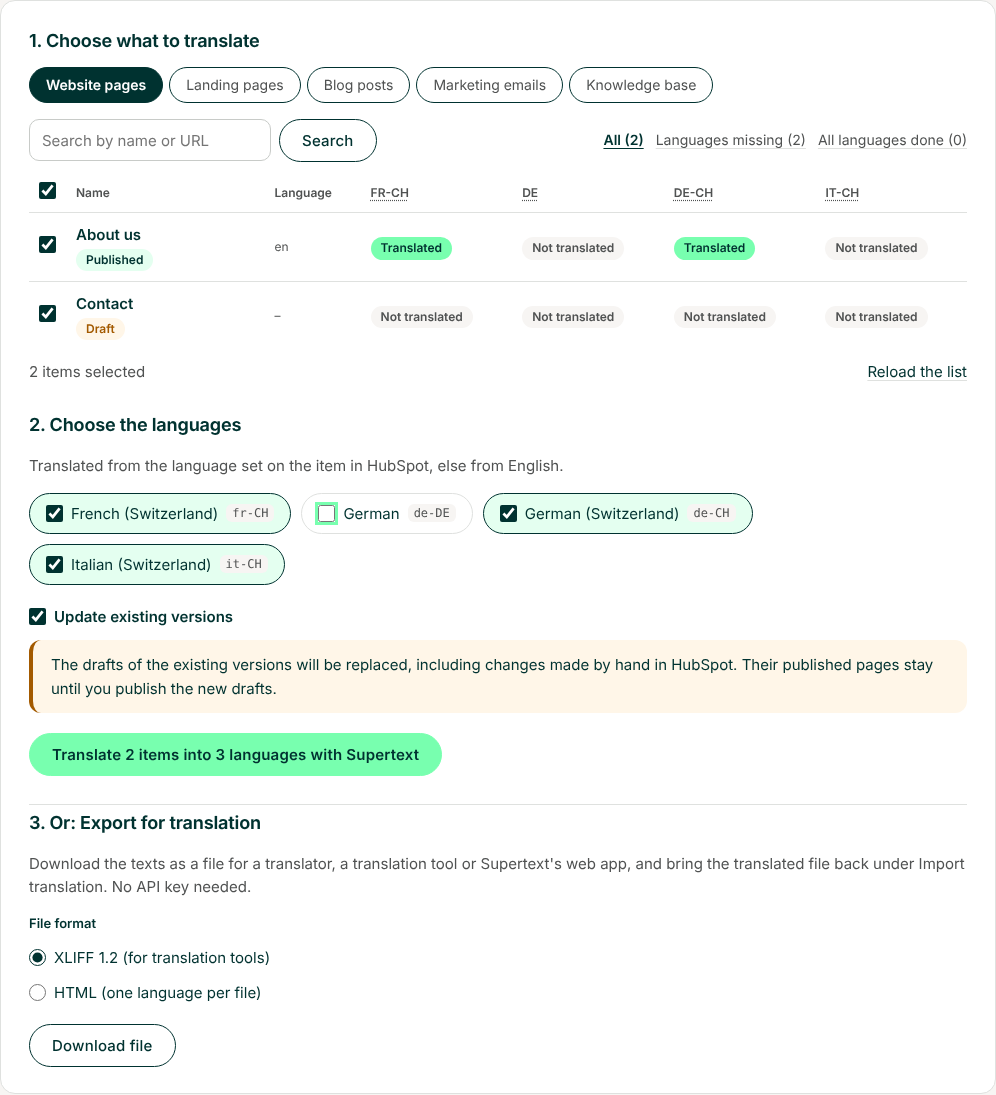 1. Choose what to translate
Website pages
Landing pages
Blog posts
Marketing emails
Knowledge base
Search by name or URL
Search
All (2)
Languages missing (2)
All languages done (0)
Name
Language
FR-CH
DE
DE-CH
IT-CH
About us
Published
en
Translated
Not translated
Translated
Not translated
Contact
Draft
–
Not translated
Not translated
Not translated
Not translated
2 items selected
Reload the list
2. Choose the languages
Translated from the language set on the item in HubSpot, else from English.
French (Switzerland) fr-CH
German de-DE
German (Switzerland) de-CH
Italian (Switzerland) it-CH
Update existing versions
The drafts of the existing versions will be replaced, including changes made by hand in HubSpot. Their published pages stay
until you publish the new drafts.
Translate 2 items into 3 languages with Supertext
3. Or: Export for translation
Download the texts as a file for a translator, a translation tool or Supertext's web app, and bring the translated file back under Import
translation. No API key needed.
File format
XLIFF 1.2 (for translation tools)
HTML (one language per file)
Download file